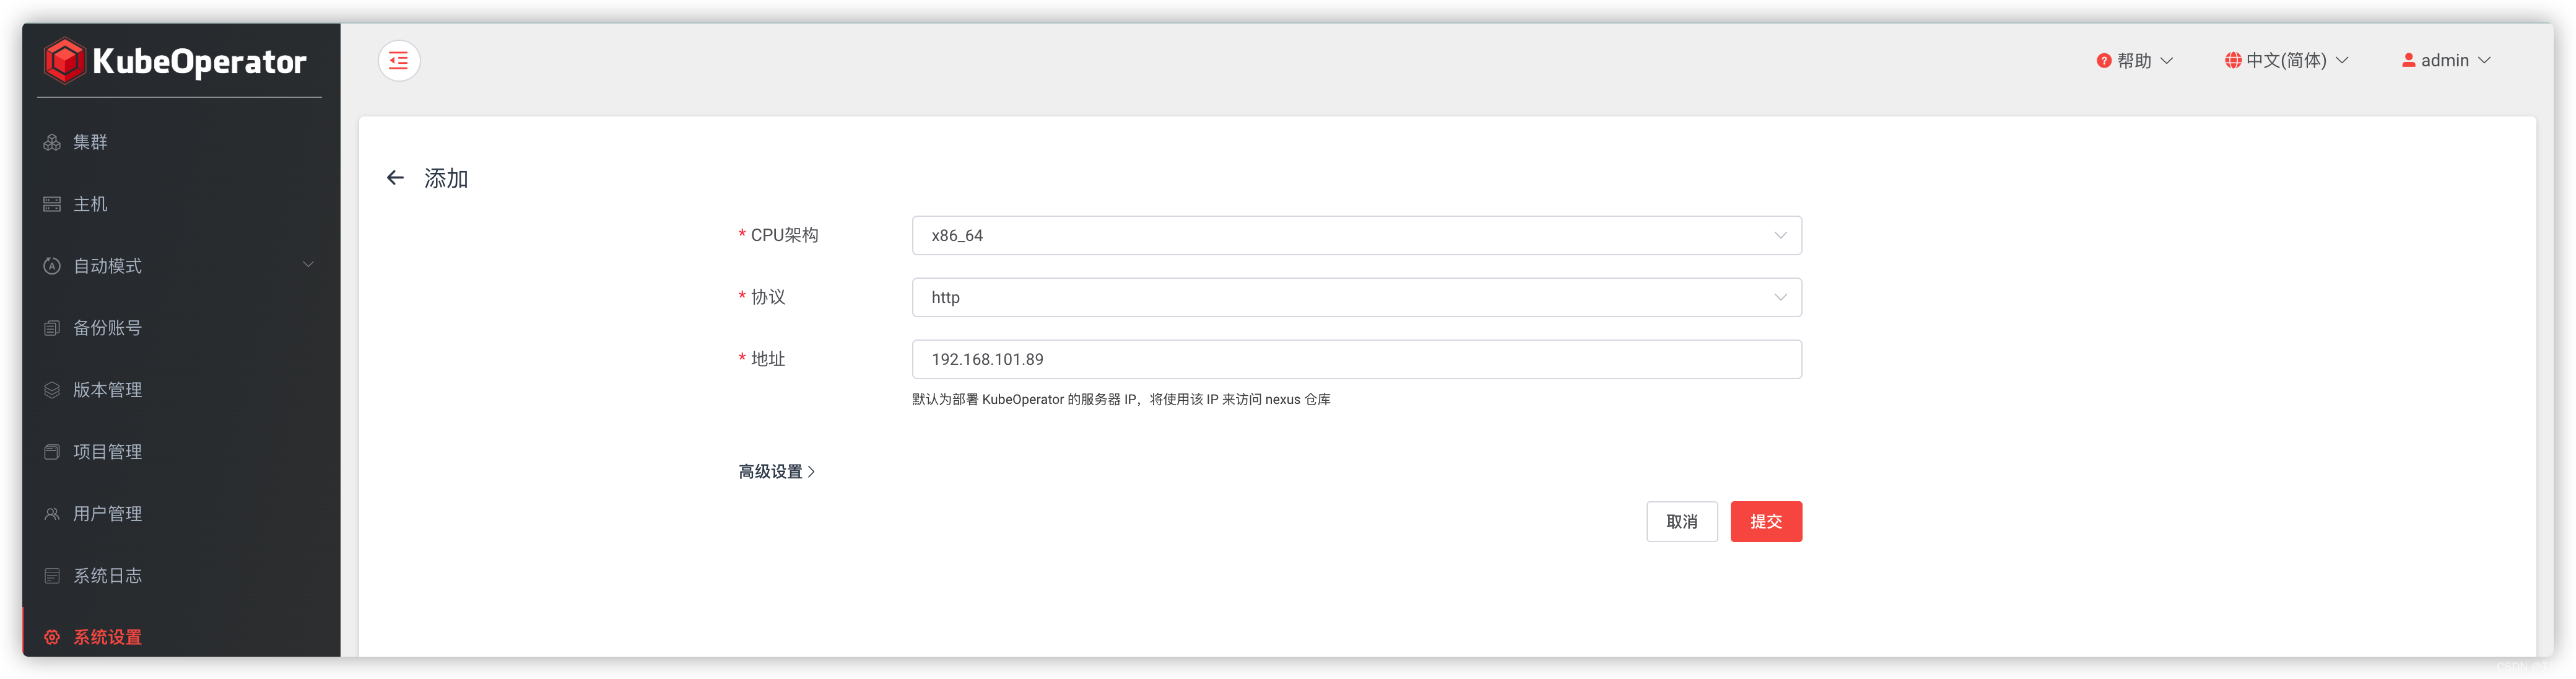 KubeOperator
帮助
中文(简体)
admin
集群
主机
自动模式
备份账号
版本管理
项目管理
用户管理
系统日志
系统设置
添加
* CPU架构
x86_64
* 协议
http
* 地址
192.168.101.89
默认为部署 KubeOperator 的服务器 IP，将使用该 IP 来访问 nexus 仓库
高级设置
取消
提交